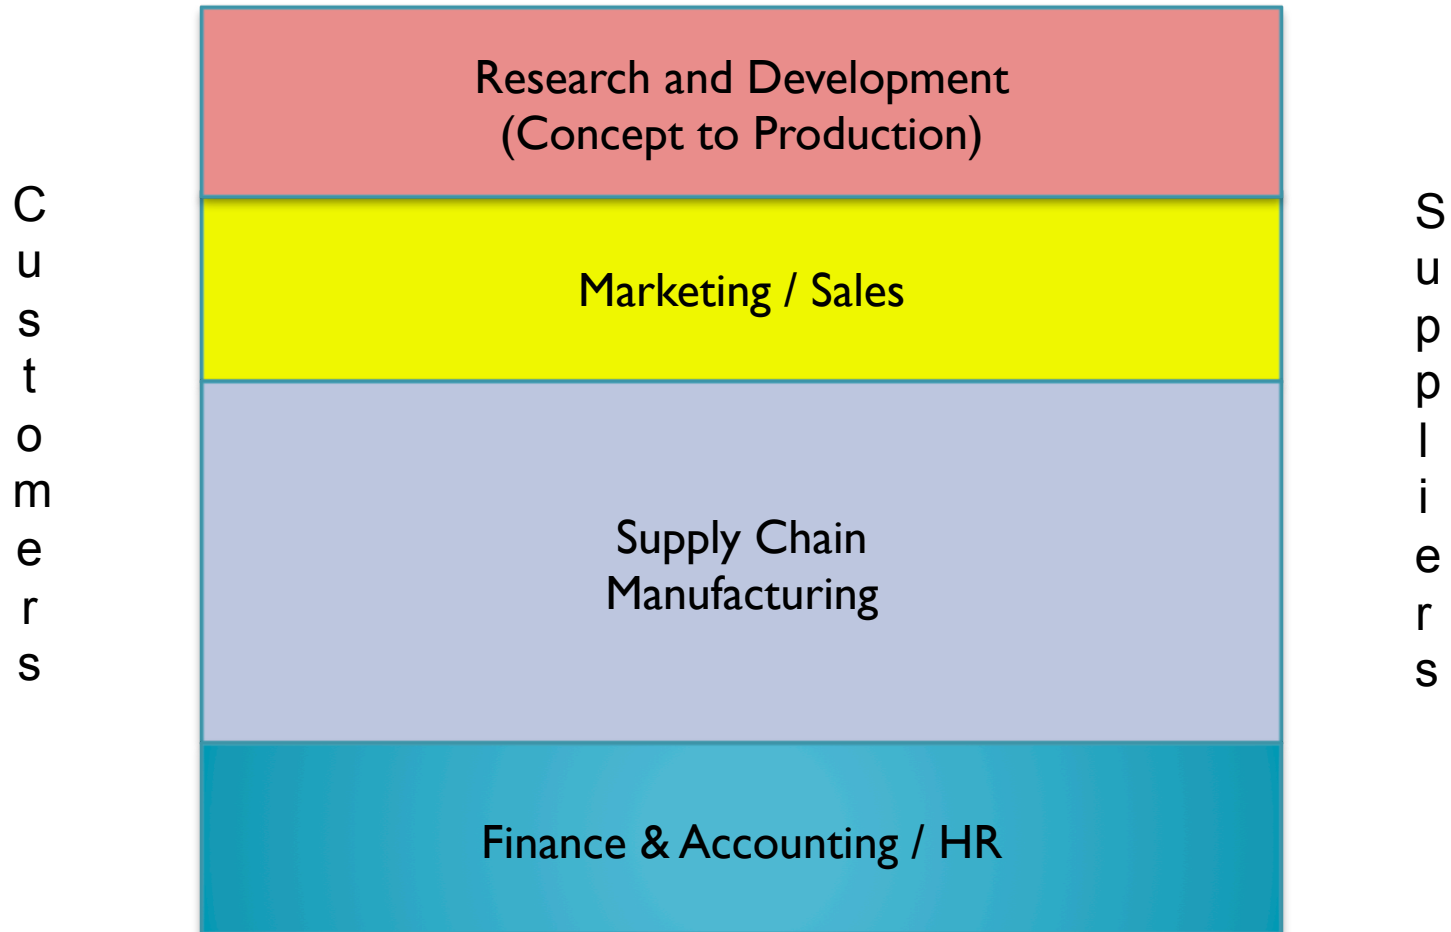 Research and Development
(Concept to Production)
Customers
Marketing / Sales
Suppliers
Supply Chain
Manufacturing
Finance & Accounting / HR